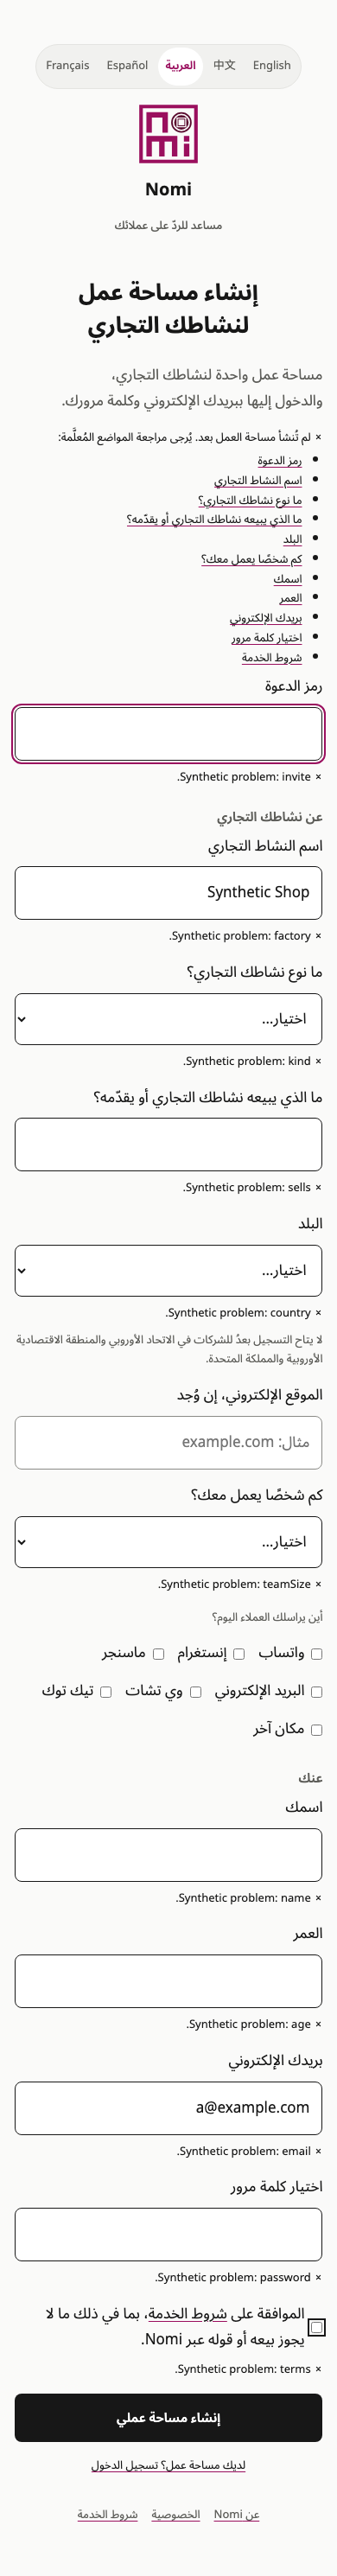 English 中文 العربية Español Français
nomi
Nomi
مساعد للردّ على عملائك
إنشاء مساحة عمل
لنشاطك التجاري
مساحة عمل واحدة لنشاطك التجاري،
والدخول إليها ببريدك الإلكتروني وكلمة مرورك.
× لم تُنشأ مساحة العمل بعد. يُرجى مراجعة المواضع المُعلَّمة:
• رمز الدعوة
• اسم النشاط التجاري
• ما نوع نشاطك التجاري؟
• ما الذي يبيعه نشاطك التجاري أو يقدّمه؟
• البلد
• كم شخصًا يعمل معك؟
• اسمك
• العمر
• بريدك الإلكتروني
• اختيار كلمة مرور
• شروط الخدمة
رمز الدعوة
× Synthetic problem: invite.
عن نشاطك التجاري
اسم النشاط التجاري
Synthetic Shop
× Synthetic problem: factory.
ما نوع نشاطك التجاري؟
اختيار...
× Synthetic problem: kind.
ما الذي يبيعه نشاطك التجاري أو يقدّمه؟
× Synthetic problem: sells.
البلد
اختيار...
× Synthetic problem: country.
لا يتاح التسجيل بعدُ للشركات في الاتحاد الأوروبي والمنطقة الاقتصادية
الأوروبية والمملكة المتحدة.
الموقع الإلكتروني، إن وُجد
مثال: example.com
كم شخصًا يعمل معك؟
اختيار...
× Synthetic problem: teamSize.
أين يراسلك العملاء اليوم؟
واتساب إنستغرام ماسنجر
البريد الإلكتروني وي تشات تيك توك
مكان آخر
عنك
اسمك
× Synthetic problem: name.
العمر
× Synthetic problem: age.
بريدك الإلكتروني
a@example.com
× Synthetic problem: email.
اختيار كلمة مرور
× Synthetic problem: password.
الموافقة على شروط الخدمة، بما في ذلك ما لا
يجوز بيعه أو قوله عبر Nomi.
× Synthetic problem: terms.
إنشاء مساحة عملي
لديك مساحة عمل؟ تسجيل الدخول
عن Nomi الخصوصية شروط الخدمة